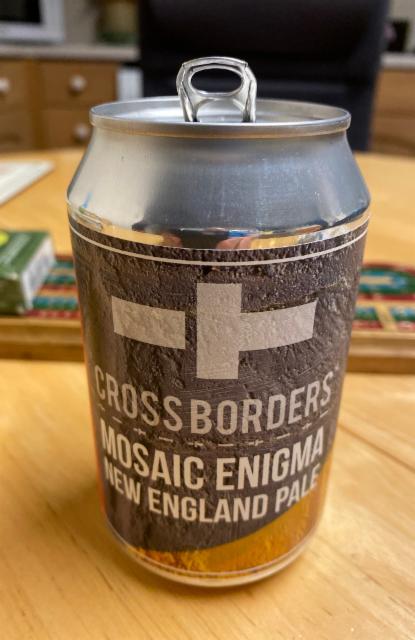 CROSS BORDERS
MOSAIC ENIGMA
NEW ENGLAND PALE